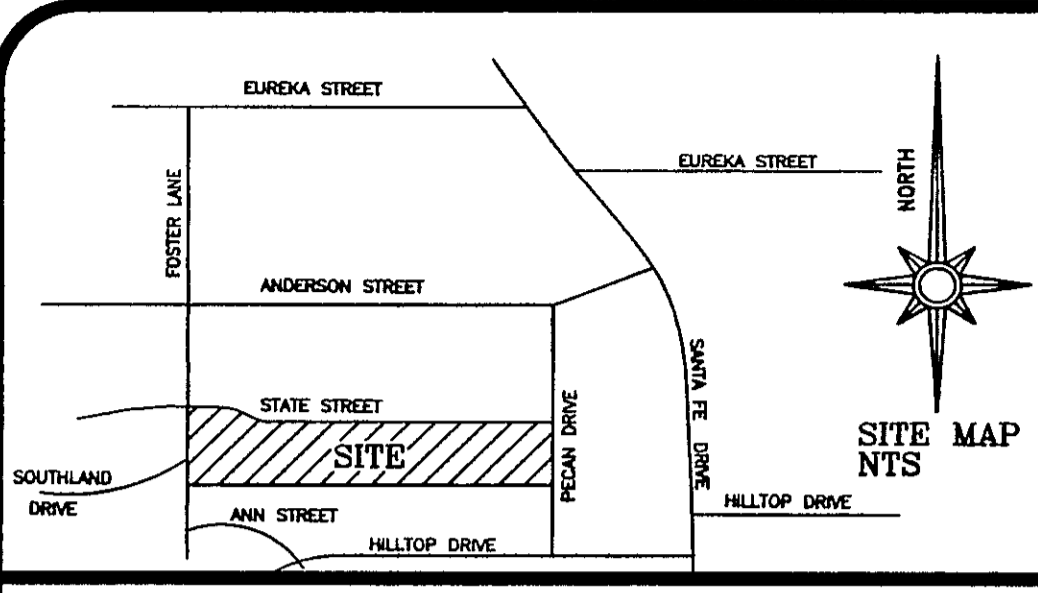 EUREKA STREET
EUREKA STREET
NORTH
FOSTER LANE
ANDERSON STREET
SANTA FE DRIVE
STATE STREET
PECAN DRIVE
SITE MAP
NTS
SITE
SOUTHLAND
DRIVE
ANN STREET
HILLTOP DRIVE
HILLTOP DRIVE